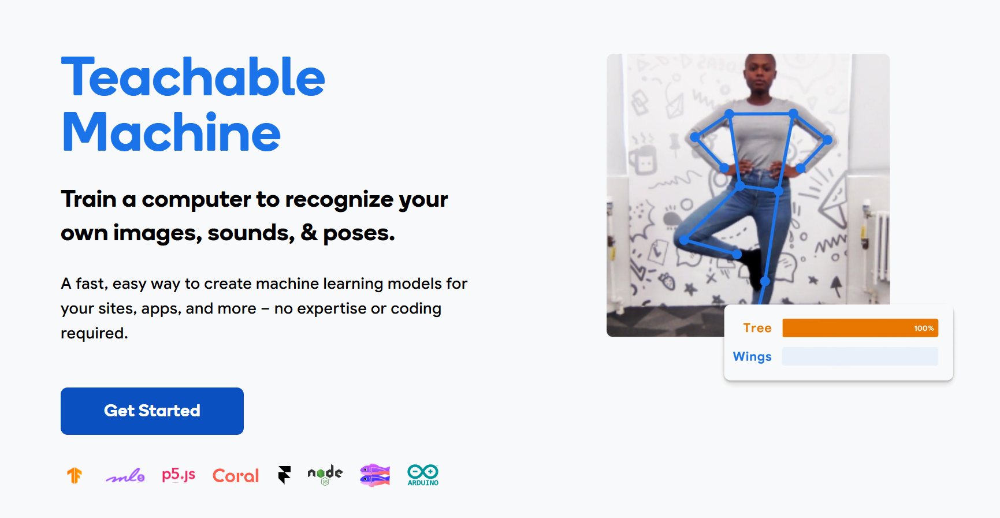 Teachable
Machine
Train a computer to recognize your
own images, sounds, & poses.
A fast, easy way to create machine learning models for
your sites, apps, and more – no expertise or coding
required.
Get Started
ml5
p5*js
Coral
node
JS
ARDUINO
Tree 100%
Wings